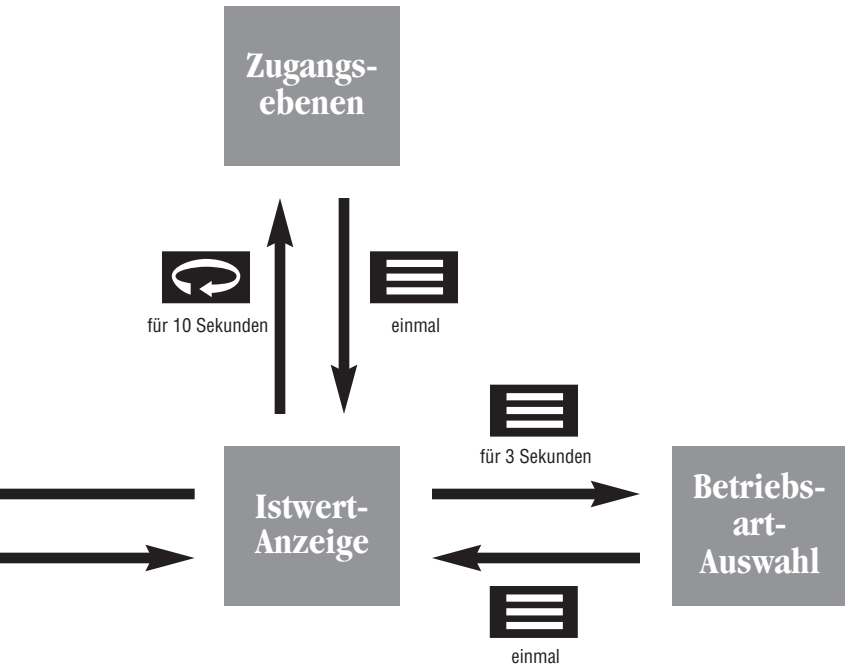 Zugangs-
ebenen
für 10 Sekunden
einmal
für 3 Sekunden
Istwert-
Anzeige
Betriebs-
art-
Auswahl
einmal